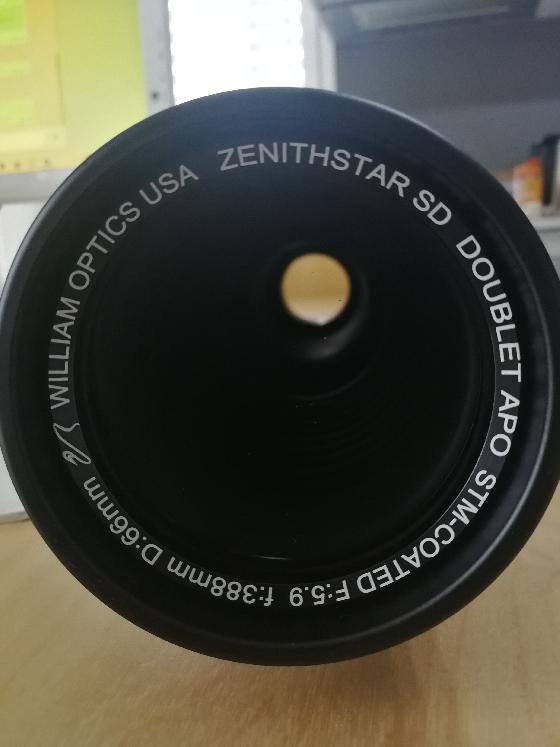 WILLIAM OPTICS USA ZENITHSTAR SD DOUBLET APO STM-COATED F:5.9 f:388mm D:66mm